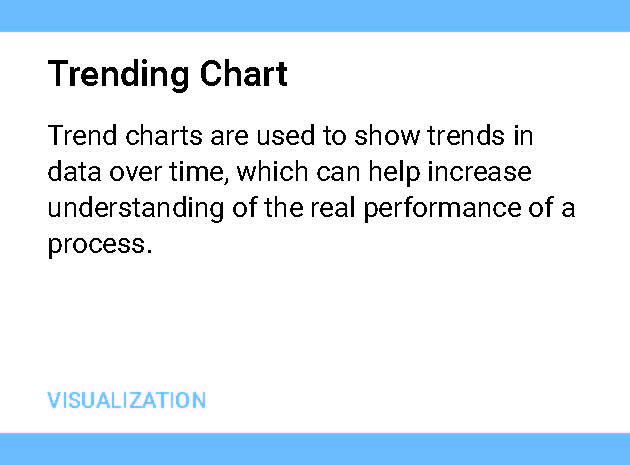 Trending Chart
Trend charts are used to show trends in
data over time, which can help increase
understanding of the real performance of a
process.
VISUALIZATION